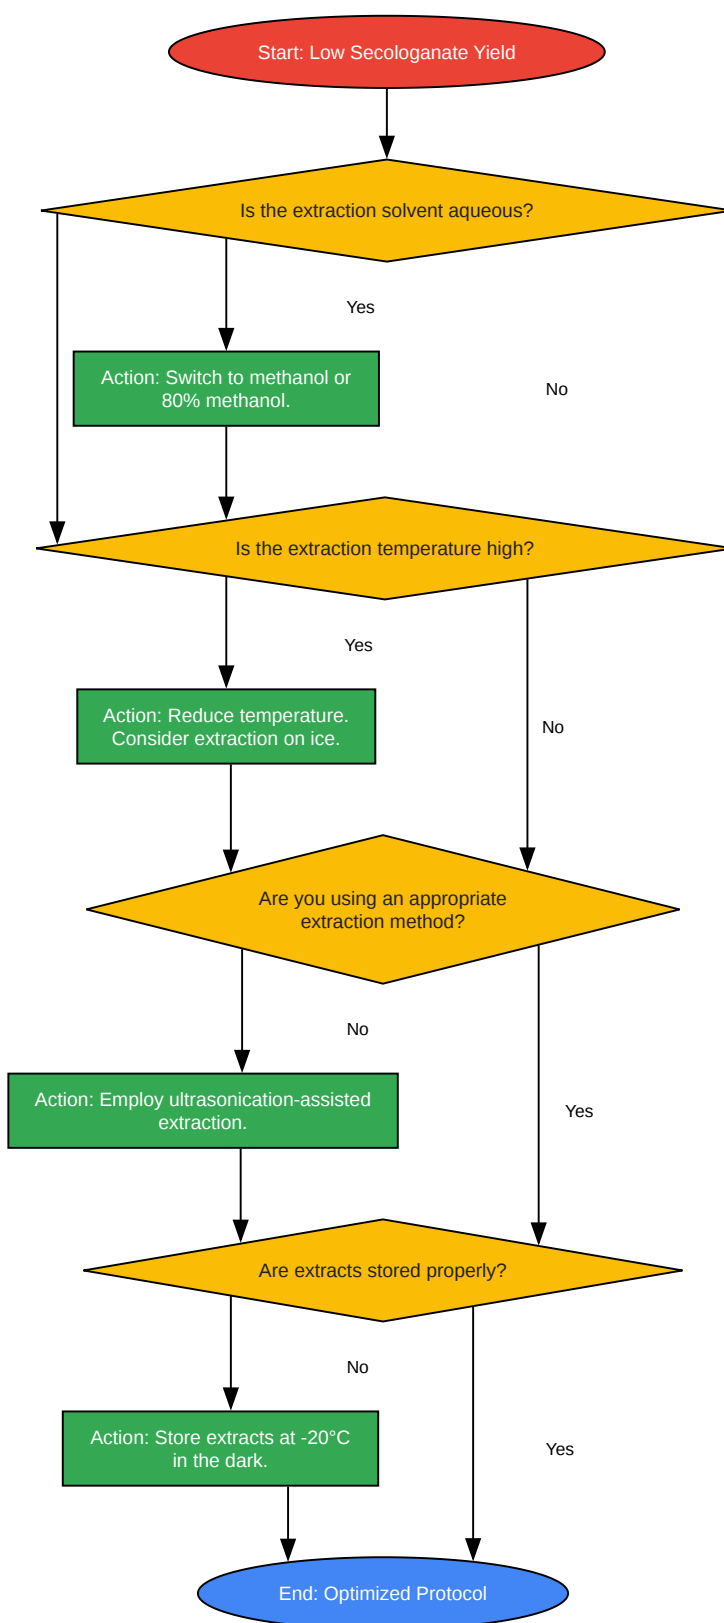 Start: Low Secologanate Yield
Is the extraction solvent aqueous?
Yes
Action: Switch to methanol or
80% methanol.
No
Is the extraction temperature high?
Yes
Action: Reduce temperature.
Consider extraction on ice.
No
Are you using an appropriate
extraction method?
No
Action: Employ ultrasonication-assisted
extraction.
Yes
Are extracts stored properly?
No
Action: Store extracts at -20°C
in the dark.
Yes
End: Optimized Protocol